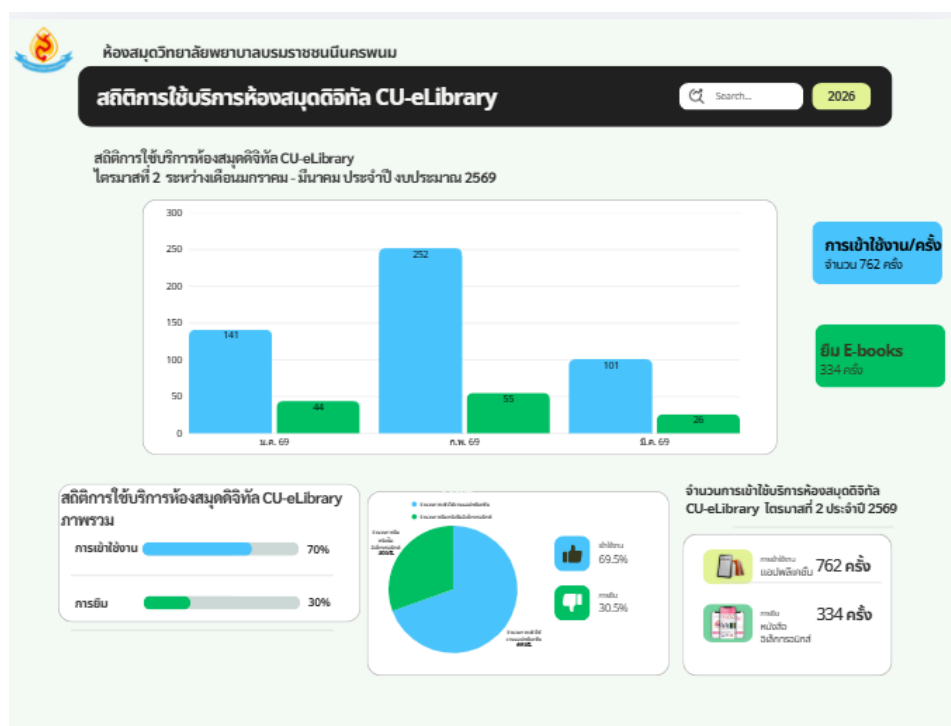 ห้องสมุดวิทยาลัยพยาบาลบรมราชชนนีนครพนม
สถิติการใช้บริการห้องสมุดดิจิทัล CU-eLibrary
Search...
2026
สถิติการใช้บริการห้องสมุดดิจิทัล CU-eLibrary
ไตรมาสที่ 2 ระหว่างเดือนมกราคม - มีนาคม ประจำปี งบประมาณ 2569
300
250
200
150
100
50
0
141
44
252
55
101
26
ม.ค. 69
ก.พ. 69
มี.ค. 69
การเข้าใช้งาน/ครั้ง
จำนวน 762 ครั้ง
ยืม E-books
334 ครั้ง
สถิติการใช้บริการห้องสมุดดิจิทัล CU-eLibrary
ภาพรวม
การเข้าใช้งาน
70%
การยืม
30%
เข้าใช้งาน
69.5%
การยืม
30.5%
จำนวนการเข้าใช้บริการห้องสมุดดิจิทัล
CU-eLibrary ไตรมาสที่ 2 ประจำปี 2569
การเข้าใช้งาน
แอปพลิเคชั่น
762 ครั้ง
การยืม
หนังสือ
อิเล็กทรอนิกส์
334 ครั้ง